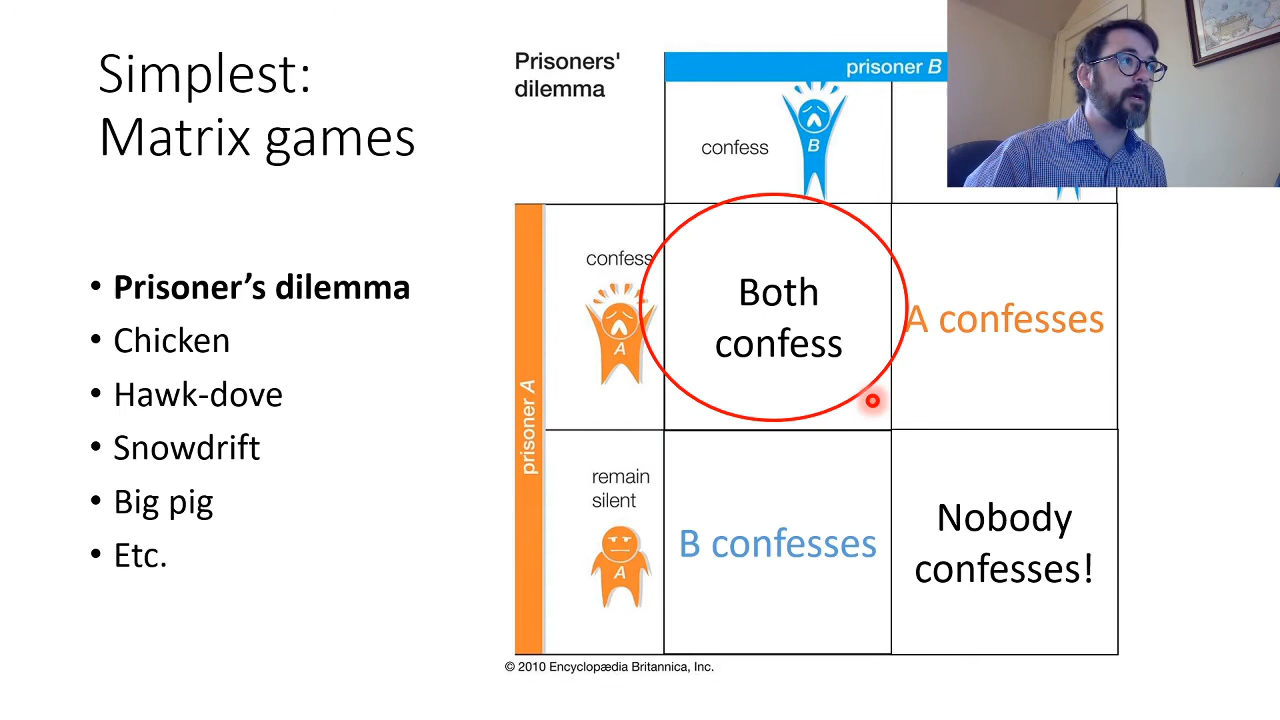 Simplest:
Matrix games
• Prisoner’s dilemma
• Chicken
• Hawk-dove
• Snowdrift
• Big pig
• Etc.
Prisoners'
dilemma
prisoner B
confess
B
prisoner A
confess
A
Both
confess
A confesses
remain
silent
A
B confesses
Nobody
confesses!
© 2010 Encyclopædia Britannica, Inc.